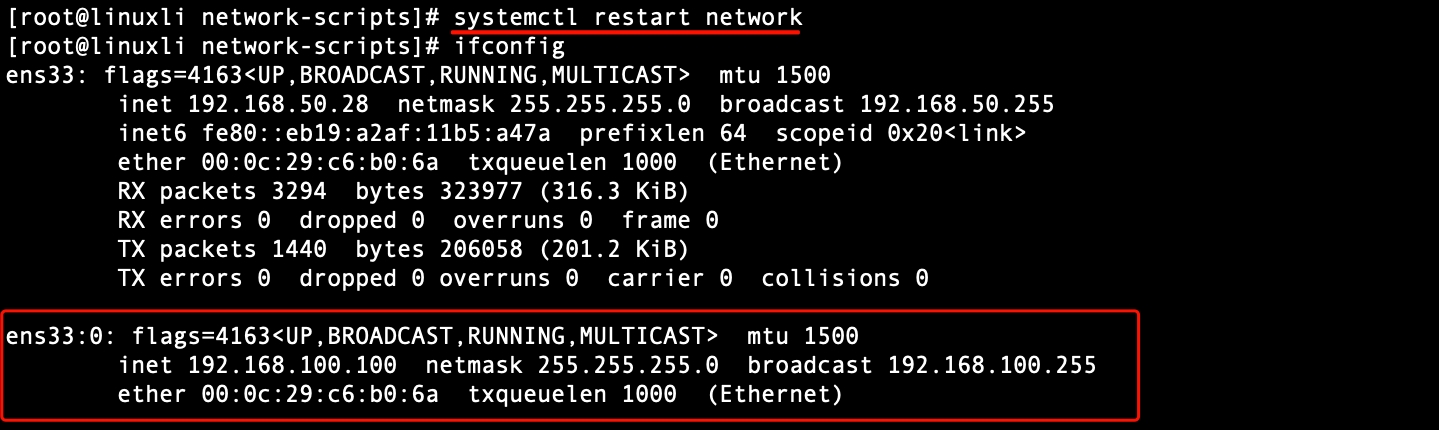 [root@linuxli network-scripts]# systemctl restart network
[root@linuxli network-scripts]# ifconfig
ens33: flags=4163<UP,BROADCAST,RUNNING,MULTICAST>  mtu 1500
        inet 192.168.50.28  netmask 255.255.255.0  broadcast 192.168.50.255
        inet6 fe80::eb19:a2af:11b5:a47a  prefixlen 64  scopeid 0x20<link>
        ether 00:0c:29:c6:b0:6a  txqueuelen 1000  (Ethernet)
        RX packets 3294  bytes 323977 (316.3 KiB)
        RX errors 0  dropped 0  overruns 0  frame 0
        TX packets 1440  bytes 206058 (201.2 KiB)
        TX errors 0  dropped 0 overruns 0  carrier 0  collisions 0
ens33:0: flags=4163<UP,BROADCAST,RUNNING,MULTICAST>  mtu 1500
        inet 192.168.100.100  netmask 255.255.255.0  broadcast 192.168.100.255
        ether 00:0c:29:c6:b0:6a  txqueuelen 1000  (Ethernet)